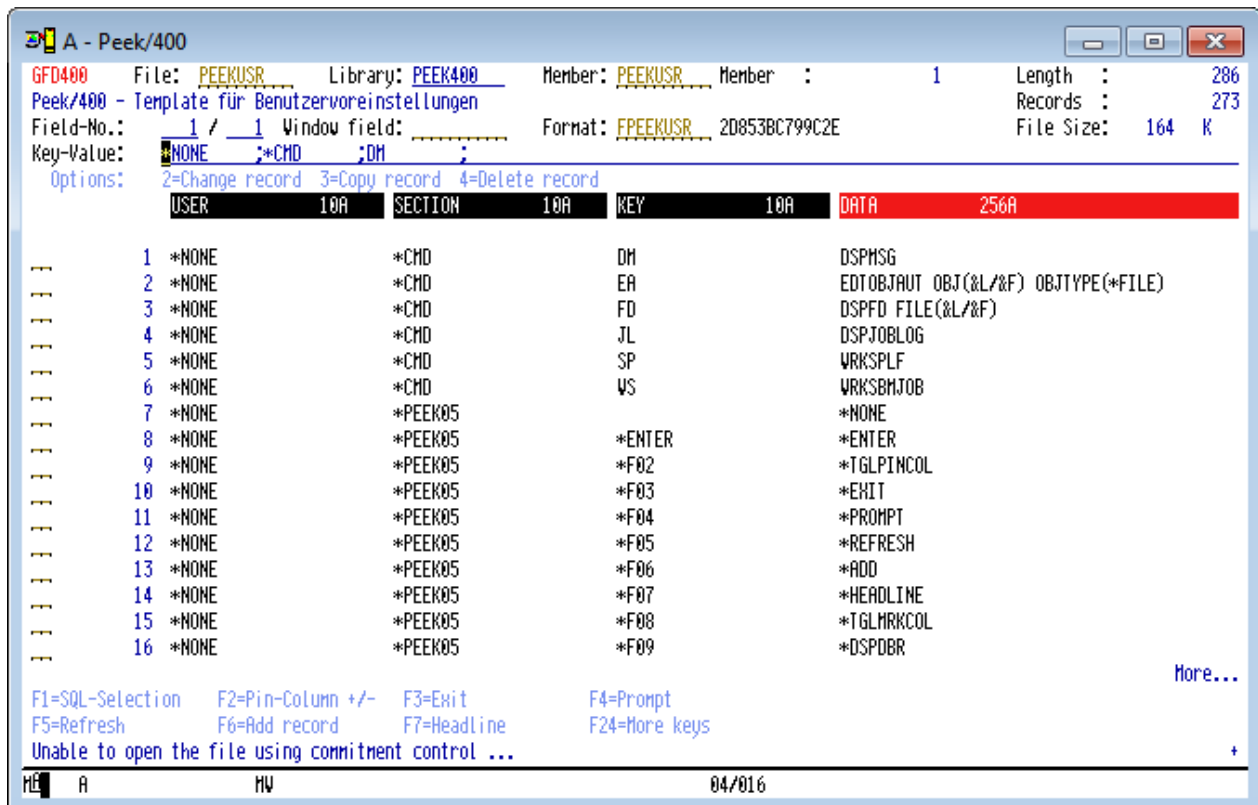 A - Peek/400
GFD400 File: PEEKUSR Library: PEEK400 Member: PEEKUSR Member : 1 Length : 286
Peek/400 - Template für Benutzervoreinstellungen Records : 273
Field-No.: 1 / 1 Window field: Format: FPEEKUSR 2D853BC799C2E File Size: 164 K
Key-Value: *NONE ;*CMD ;DM ;
Options: 2=Change record 3=Copy record 4=Delete record
USER 10A SECTION 10A KEY 10A DATA 256A
1 *NONE *CMD DM DSPMSG
2 *NONE *CMD EA EDTOBJAUT OBJ(&L/&F) OBJTYPE(*FILE)
3 *NONE *CMD FD DSPFD FILE(&L/&F)
4 *NONE *CMD JL DSPJOBLOG
5 *NONE *CMD SP WRKSPLF
6 *NONE *CMD WS WRKSBMJOB
7 *NONE *PEEK05 *NONE
8 *NONE *PEEK05 *ENTER *ENTER
9 *NONE *PEEK05 *F02 *TGLPINCOL
10 *NONE *PEEK05 *F03 *EXIT
11 *NONE *PEEK05 *F04 *PROMPT
12 *NONE *PEEK05 *F05 *REFRESH
13 *NONE *PEEK05 *F06 *ADD
14 *NONE *PEEK05 *F07 *HEADLINE
15 *NONE *PEEK05 *F08 *TGLMRKCOL
16 *NONE *PEEK05 *F09 *DSPDBR
More...
F1=SQL-Selection F2=Pin-Column +/- F3=Exit F4=Prompt
F5=Refresh F6=Add record F7=Headline F24=More keys
Unable to open the file using commitment control ... +
MA A MW 04/016